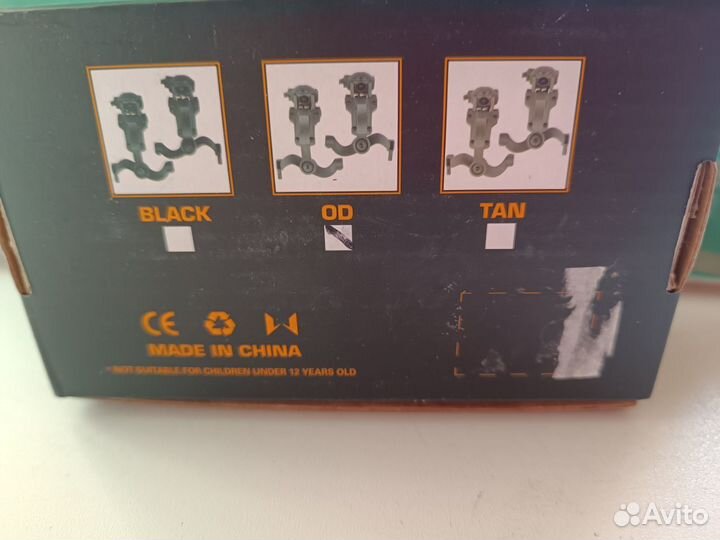 BLACK OD TAN
CE
MADE IN CHINA
* NOT SUITABLE FOR CHILDREN UNDER 12 YEARS OLD
Avito